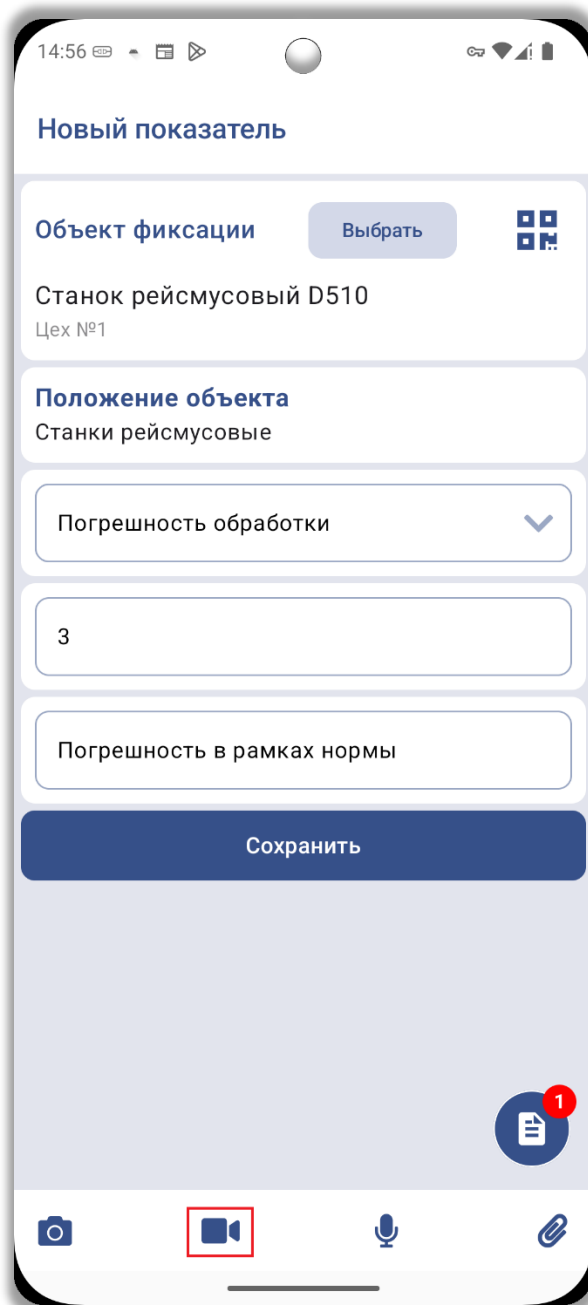 14:56
Новый показатель
Объект фиксации
Выбрать
Станок рейсмусовый D510
Цех №1
Положение объекта
Станки рейсмусовые
Погрешность обработки
3
Погрешность в рамках нормы
Сохранить
1